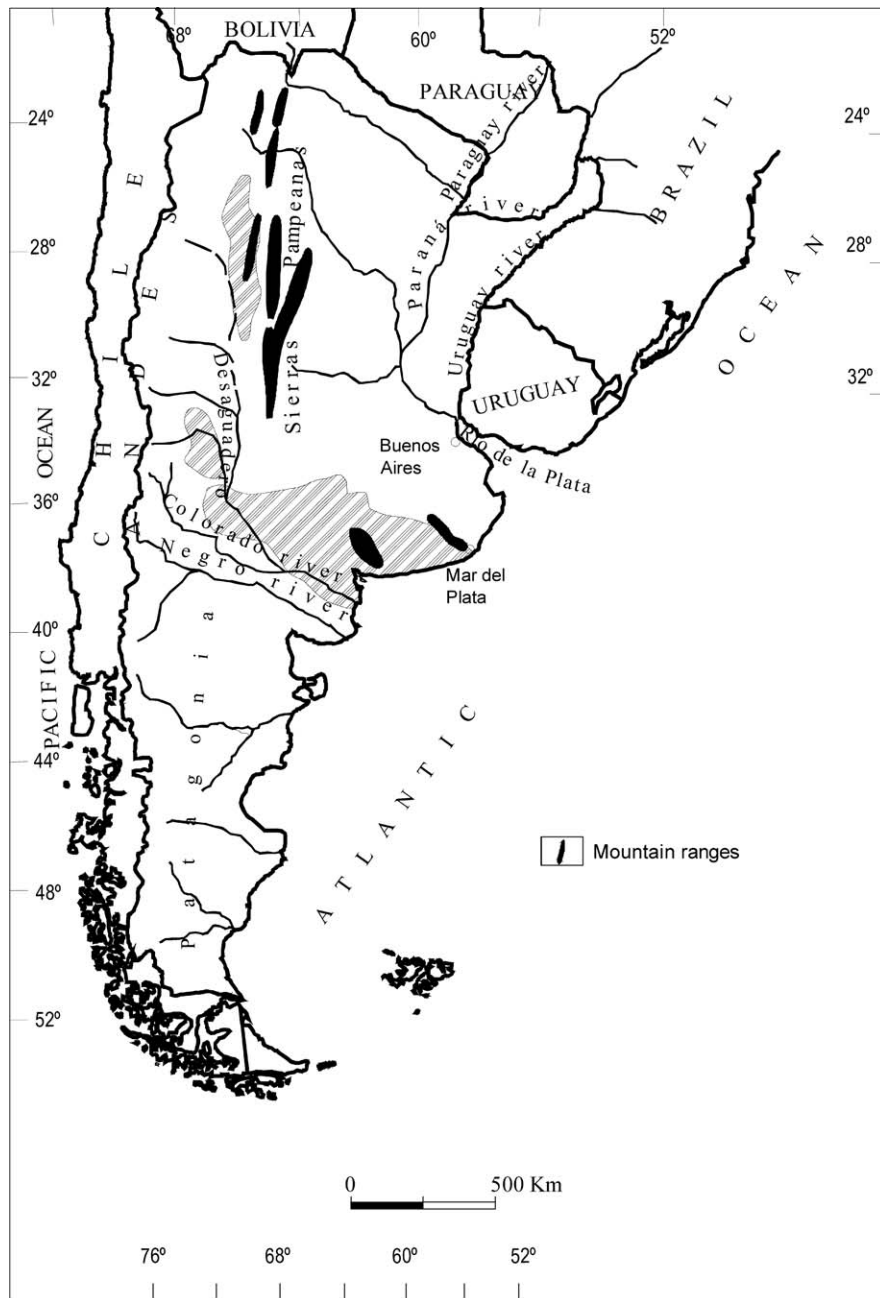 BOLIVIA
68º
60º
52º
PARAGUAY
24º
24º
Paraguay river
BRAZIL
river
Pampeanas
Sierras
28º
28º
Paraná
Uruguay river
OCEAN
ANDES
CHILE
32º
32º
URUGUAY
Desaguadero
Buenos
Aires
Río de la Plata
OCEAN
PACIFIC
36º
Colorado river
Negro river
Mar del
Plata
40º
Patagonia
44º
ATLANTIC
Mountain ranges
48º
52º
0
500 Km
76º
68º
60º
52º